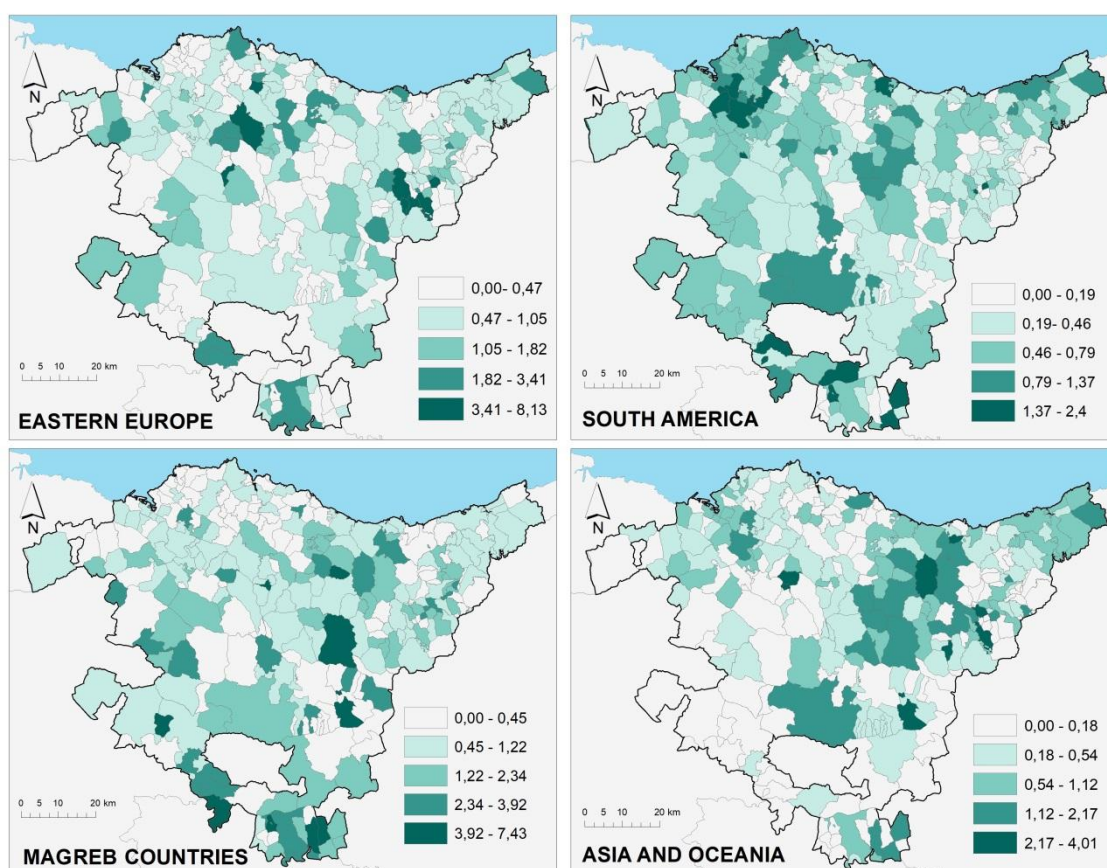 N
0,00- 0,47
0,47 - 1,05
1,05 - 1,82
1,82 - 3,41
3,41 - 8,13
0 5 10 20 km
EASTERN EUROPE
N
0,00 - 0,19
0,19- 0,46
0,46 - 0,79
0,79 - 1,37
1,37 - 2,4
0 5 10 20 km
SOUTH AMERICA
N
0,00 - 0,45
0,45 - 1,22
1,22 - 2,34
2,34 - 3,92
3,92 - 7,43
0 5 10 20 km
MAGREB COUNTRIES
N
0,00 - 0,18
0,18 - 0,54
0,54 - 1,12
1,12 - 2,17
2,17 - 4,01
0 5 10 20 km
ASIA AND OCEANIA